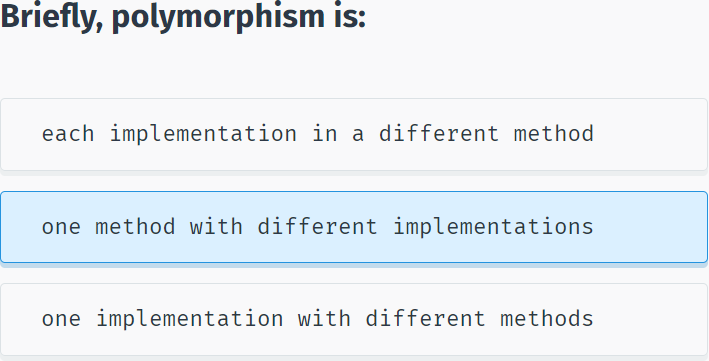 Briefly, polymorphism is:
each implementation in a different method
one method with different implementations
one implementation with different methods